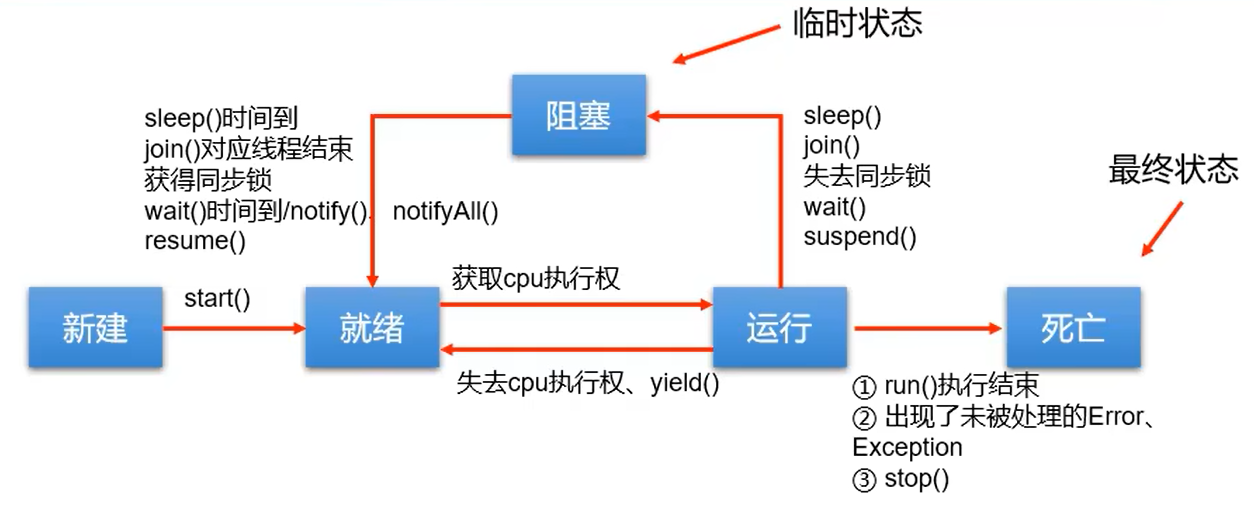 临时状态
阻塞
sleep()时间到
join()对应线程结束
获得同步锁
wait()时间到/notify()、notifyAll()
resume()
sleep()
join()
失去同步锁
wait()
suspend()
最终状态
start()
获取cpu执行权
新建
就绪
运行
死亡
失去cpu执行权、yield()
① run()执行结束
② 出现了未被处理的Error、
Exception
③ stop()